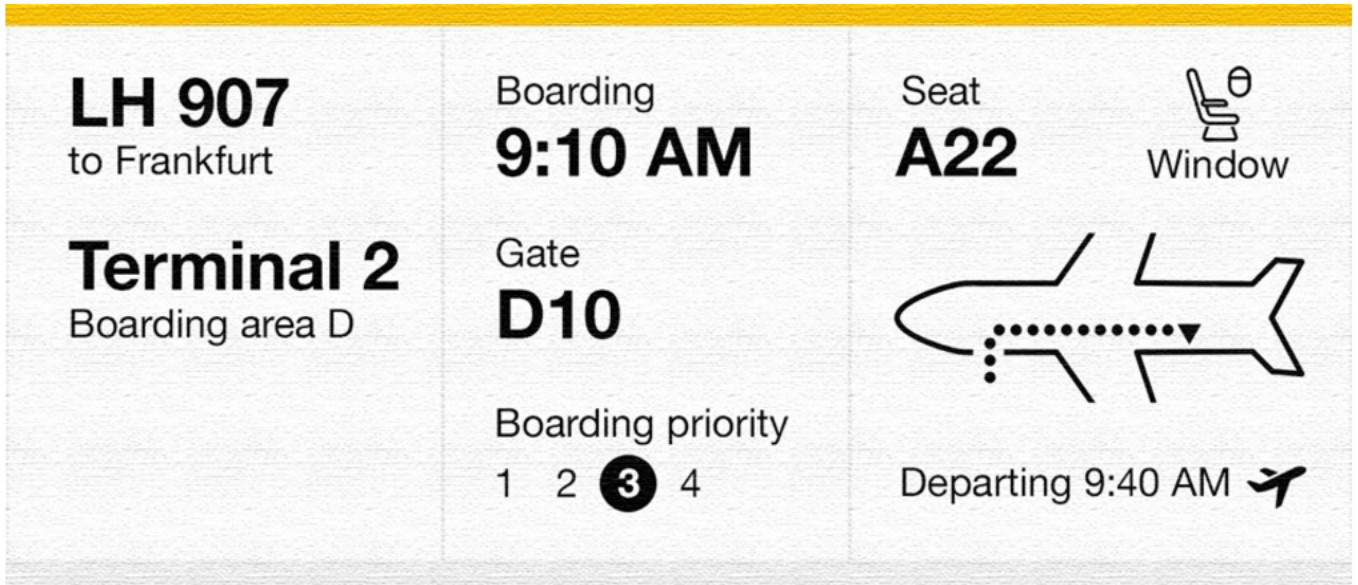 LH 907
to Frankfurt
Terminal 2
Boarding area D
Boarding
9:10 AM
Gate
D10
Boarding priority
1 2 3 4
Seat
A22
Window
Departing 9:40 AM